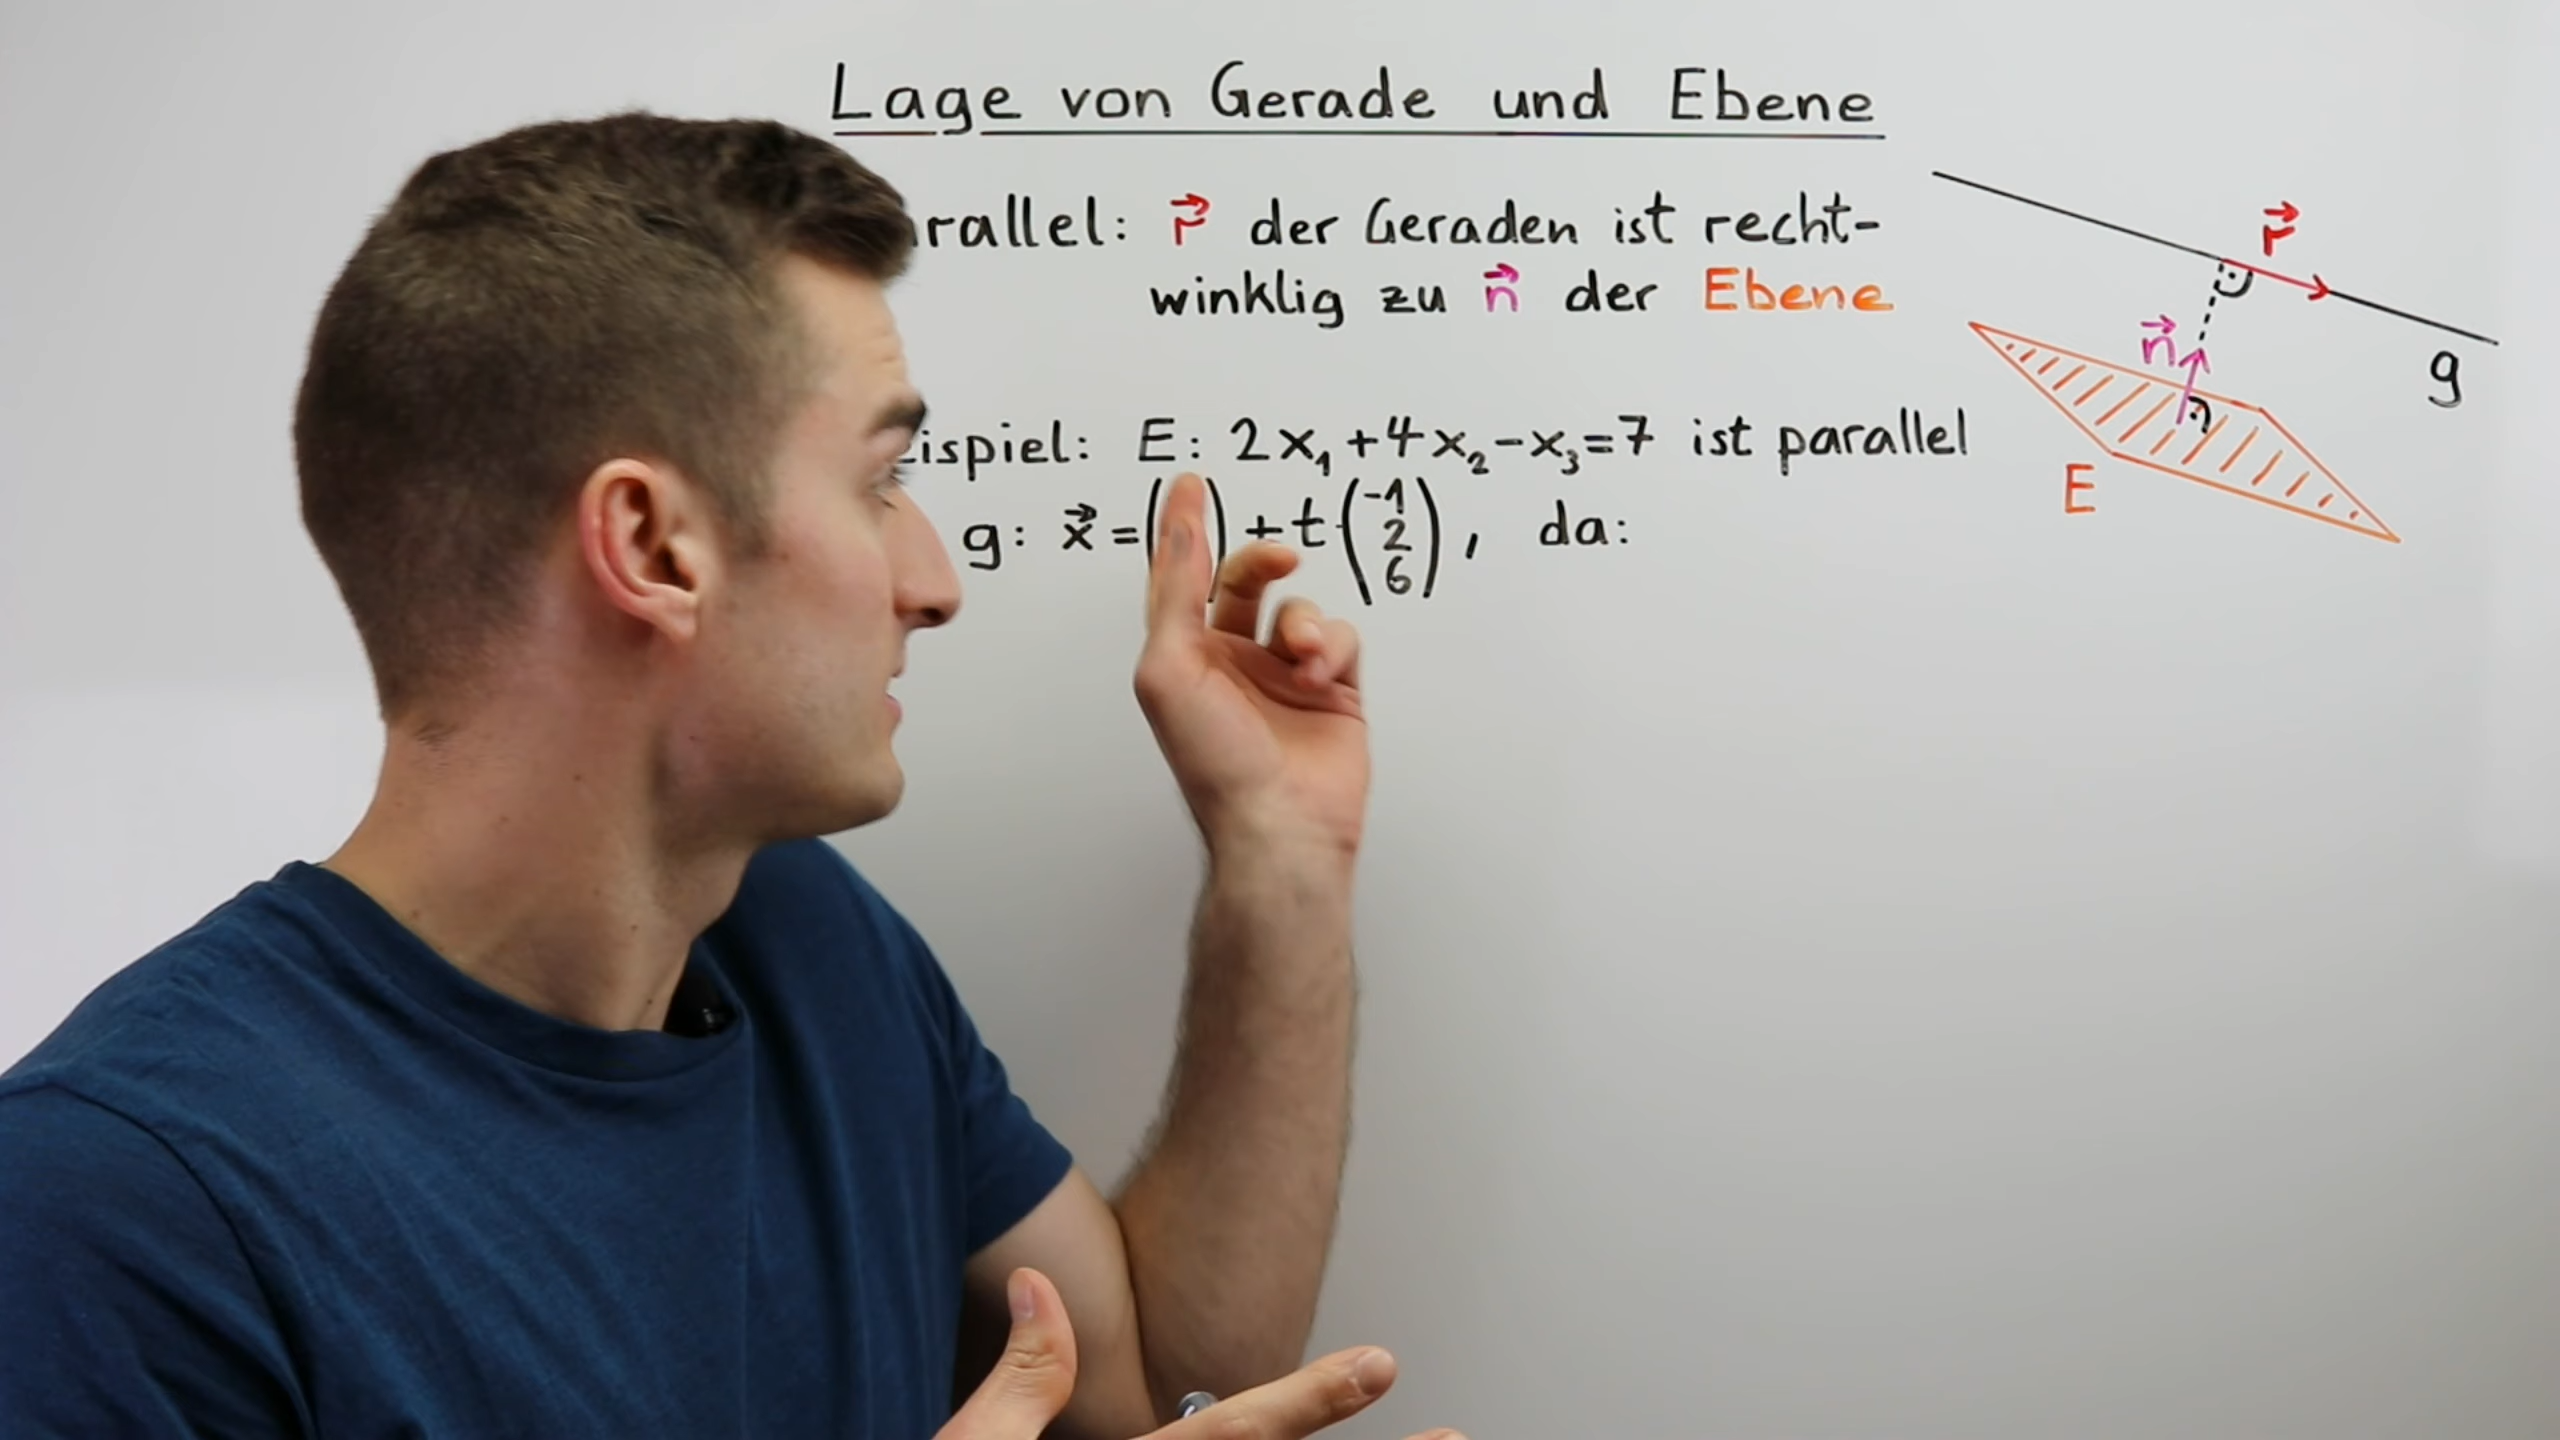 Lage von Gerade und Ebene
rallel: r⃗ der Geraden ist recht-
winklig zu n⃗ der Ebene
ispiel: E: 2x₁+4x₂-x₃=7 ist parallel
g: x⃗ = ( ) + t·(-1 2 6), da:
r⃗
n⃗
g
E